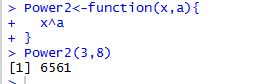 > Power2<-function(x,a){
+   x^a
+ }
> Power2(3,8)
[1] 6561
>